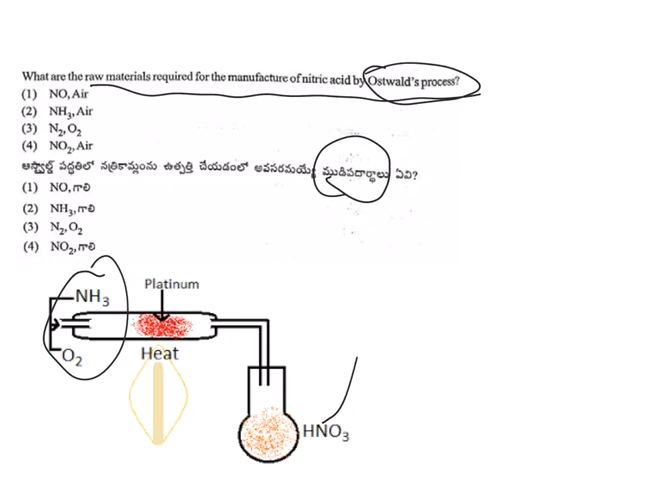 What are the raw materials required for the manufacture of nitric acid by Ostwald's process?
(1) NO, Air
(2) NH₃, Air
(3) N₂, O₂
(4) NO₂, Air
ఆస్వాల్డ్ పద్ధతిలో నత్రికామ్లంను ఉత్పత్తి చేయడంలో అవసరమయ్యే ముడిపదార్థాలు ఏవి?
(1) NO, గాలి
(2) NH₃, గాలి
(3) N₂, O₂
(4) NO₂, గాలి
NH₃
Platinum
O₂
Heat
HNO₃